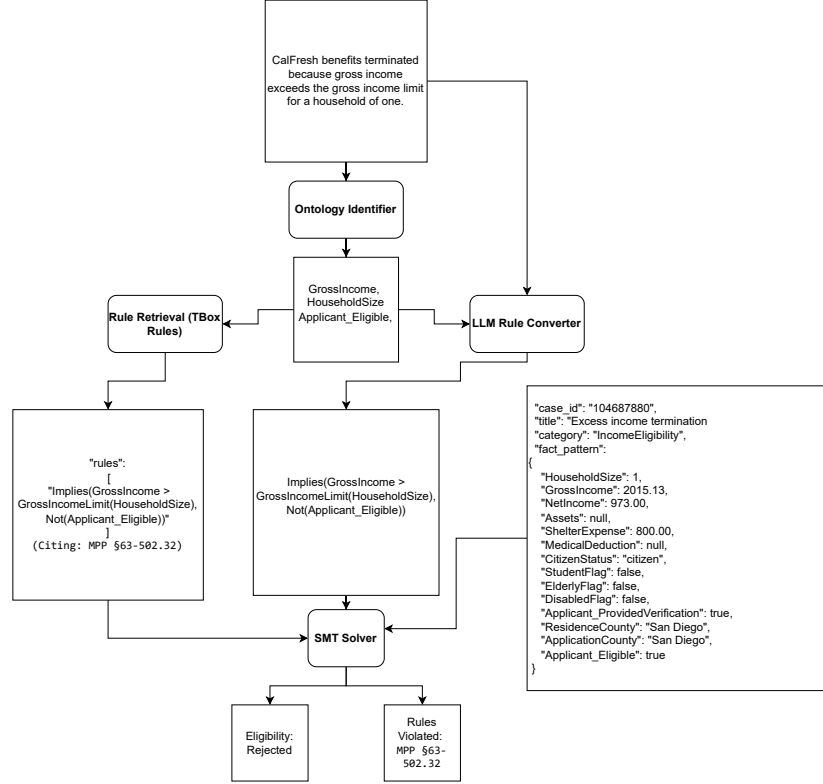 CalFresh benefits terminated
because gross income
exceeds the gross income limit
for a household of one.
Ontology Identifier
GrossIncome,
HouseholdSize
Applicant_Eligible,
Rule Retrieval (TBox
Rules)
LLM Rule Converter
"rules":
[
"Implies(GrossIncome >
GrossIncomeLimit(HouseholdSize),
Not(Applicant_Eligible))"
]
(Citing: MPP §63-502.32)
Implies(GrossIncome >
GrossIncomeLimit(HouseholdSize),
Not(Applicant_Eligible))
"case_id": "104687880",
"title": "Excess income termination
"category": "IncomeEligibility",
"fact_pattern":
{
"HouseholdSize": 1,
"GrossIncome": 2015.13,
"NetIncome": 973.00,
"Assets": null,
"ShelterExpense": 800.00,
"MedicalDeduction": null,
"CitizenStatus": "citizen",
"StudentFlag": false,
"ElderlyFlag": false,
"DisabledFlag": false,
"Applicant_ProvidedVerification": true,
"ResidenceCounty": "San Diego",
"ApplicationCounty": "San Diego",
"Applicant_Eligible": true
}
SMT Solver
Eligibility:
Rejected
Rules
Violated:
MPP §63-
502.32